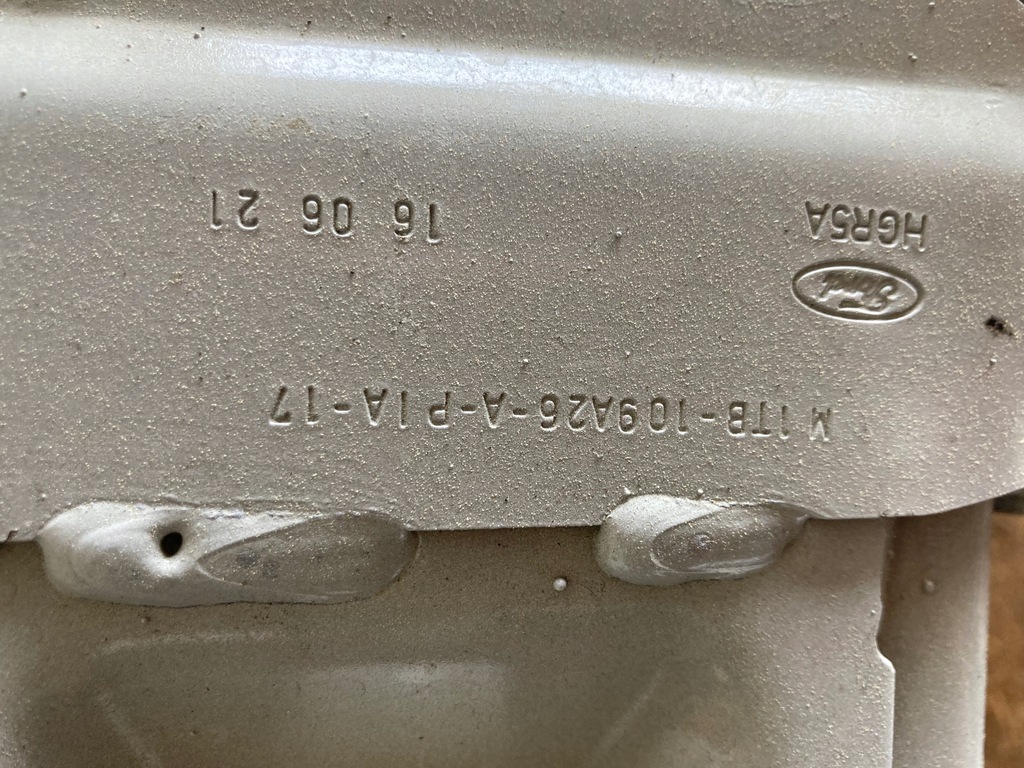 M 1TB-109A26-A-P1A-17
Ford
HGR5A
16 06 21